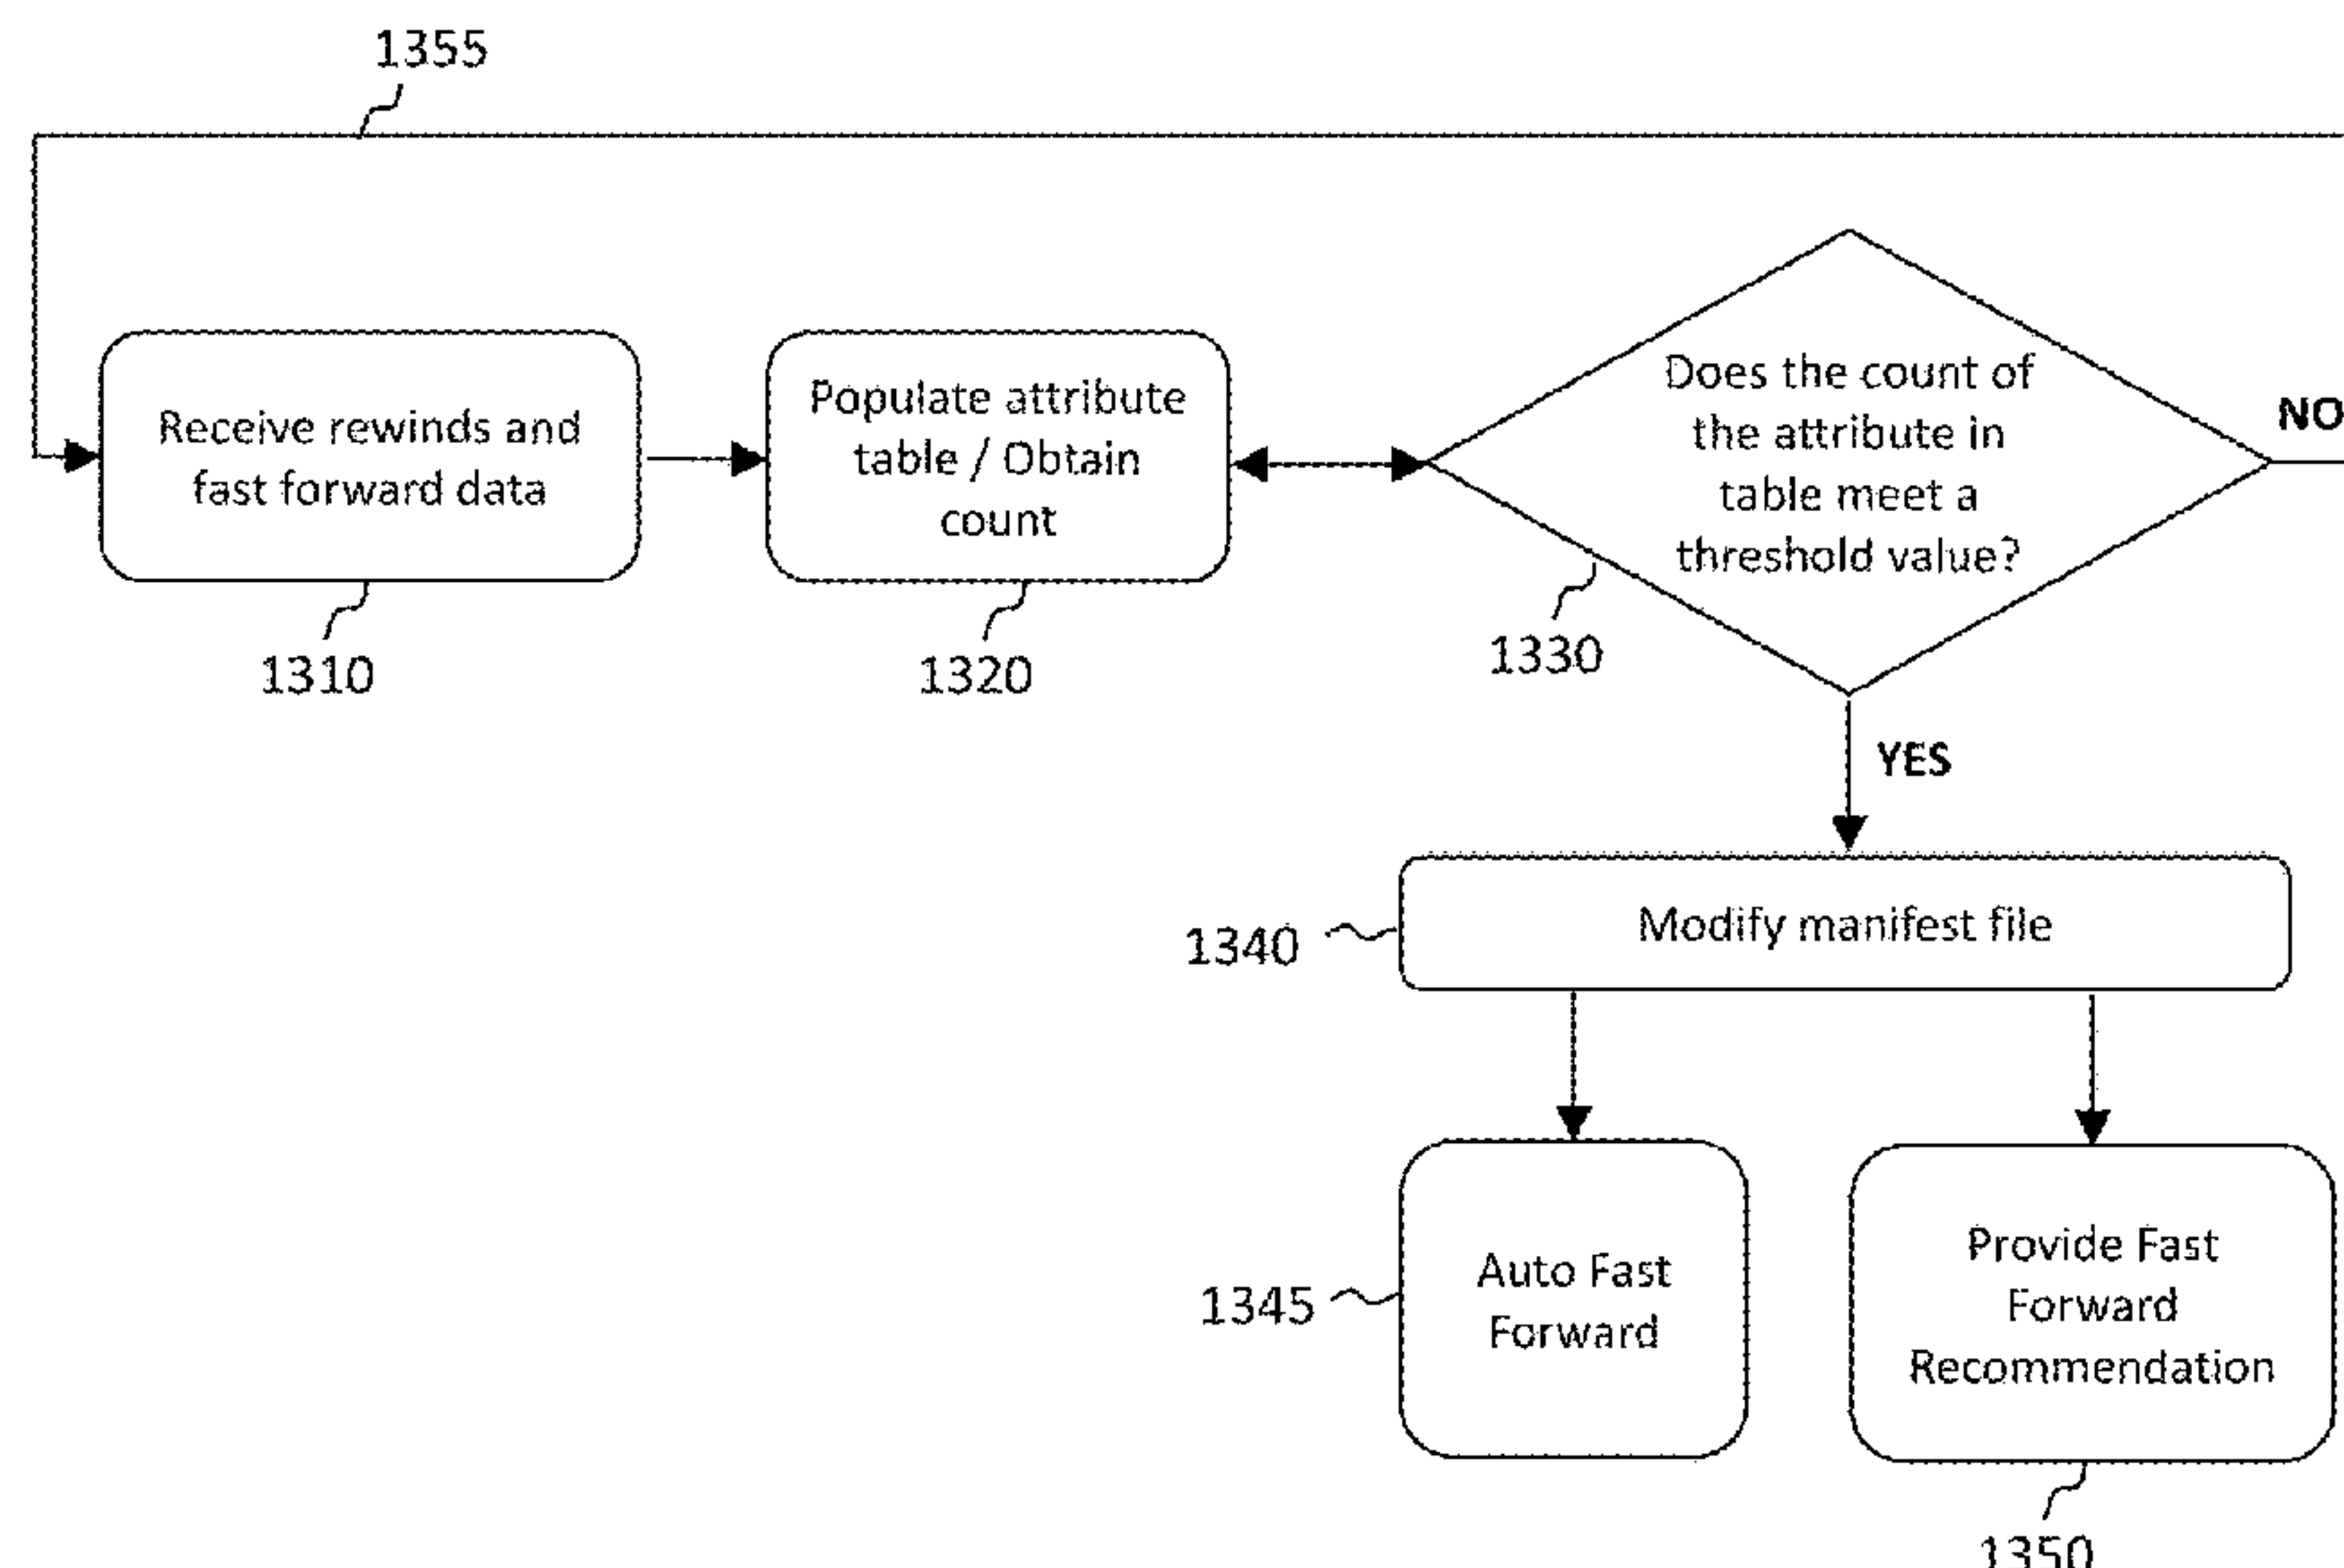 1355
Receive rewinds and
fast forward data
1310
Populate attribute
table / Obtain
count
1320
Does the count of
the attribute in
table meet a
threshold value?
1330
NO
YES
Modify manifest file
1340
Auto Fast
Forward
1345
Provide Fast
Forward
Recommendation
1350